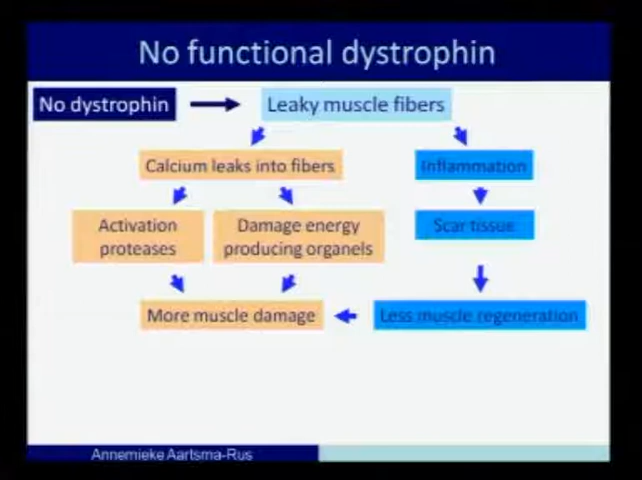 No functional dystrophin
No dystrophin
Leaky muscle fibers
Calcium leaks into fibers
Inflammation
Activation
proteases
Damage energy
producing organels
Scar tissue
More muscle damage
Less muscle regeneration
Annemieke Aartsma-Rus